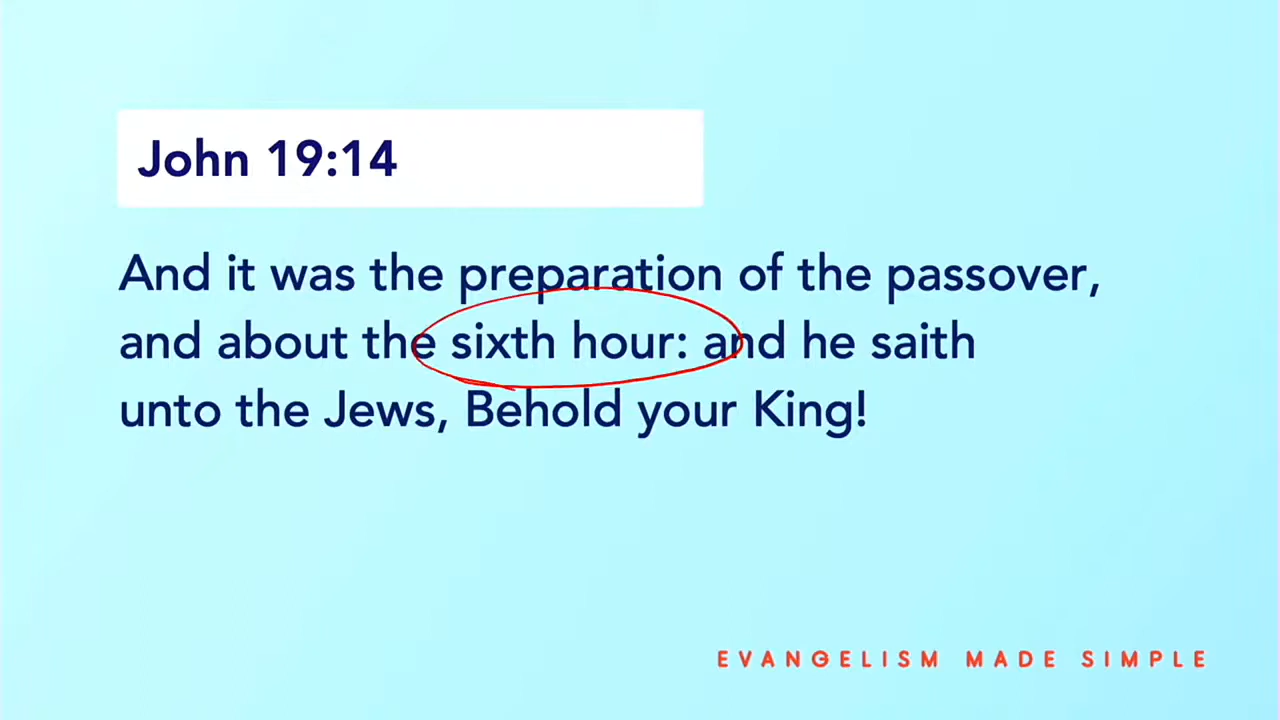 John 19:14
And it was the preparation of the passover,
and about the sixth hour: and he saith
unto the Jews, Behold your King!
EVANGELISM MADE SIMPLE